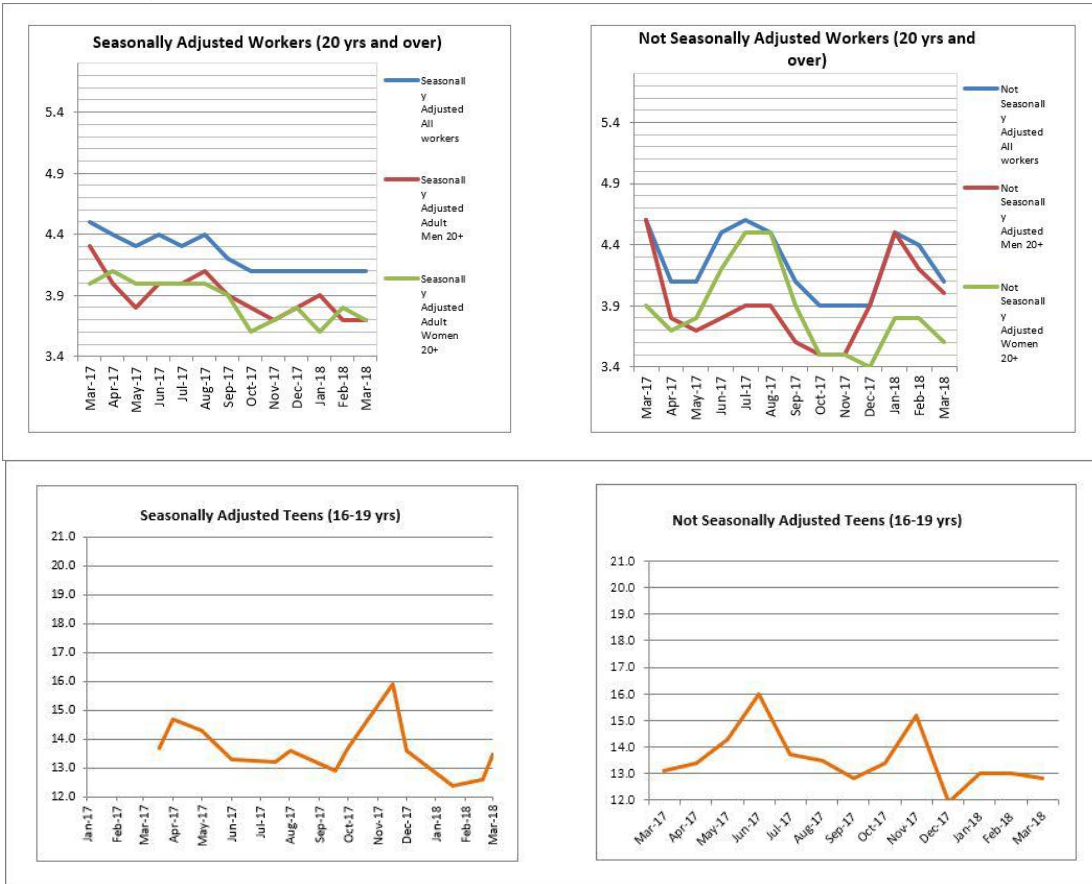 Seasonally Adjusted Workers (20 yrs and over)
5.4
4.9
4.4
3.9
3.4
Mar-17
Apr-17
May-17
Jun-17
Jul-17
Aug-17
Sep-17
Oct-17
Nov-17
Dec-17
Jan-18
Feb-18
Mar-18
Seasonall
y
Adjusted
All
workers
Seasonall
y
Adjusted
Adult
Men 20+
Seasonall
y
Adjusted
Adult
Women
20+
Not Seasonally Adjusted Workers (20 yrs and
over)
5.4
4.9
4.4
3.9
3.4
Mar-17
Apr-17
May-17
Jun-17
Jul-17
Aug-17
Sep-17
Oct-17
Nov-17
Dec-17
Jan-18
Feb-18
Mar-18
Not
Seasonall
y
Adjusted
All
workers
Not
Seasonall
y
Adjusted
Men 20+
Not
Seasonall
y
Adjusted
Women
20+
Seasonally Adjusted Teens (16-19 yrs)
21.0
20.0
19.0
18.0
17.0
16.0
15.0
14.0
13.0
12.0
Jan-17
Feb-17
Mar-17
Apr-17
May-17
Jun-17
Jul-17
Aug-17
Sep-17
Oct-17
Nov-17
Dec-17
Jan-18
Feb-18
Mar-18
Not Seasonally Adjusted Teens (16-19 yrs)
21.0
20.0
19.0
18.0
17.0
16.0
15.0
14.0
13.0
12.0
Mar-17
Apr-17
May-17
Jun-17
Jul-17
Aug-17
Sep-17
Oct-17
Nov-17
Dec-17
Jan-18
Feb-18
Mar-18